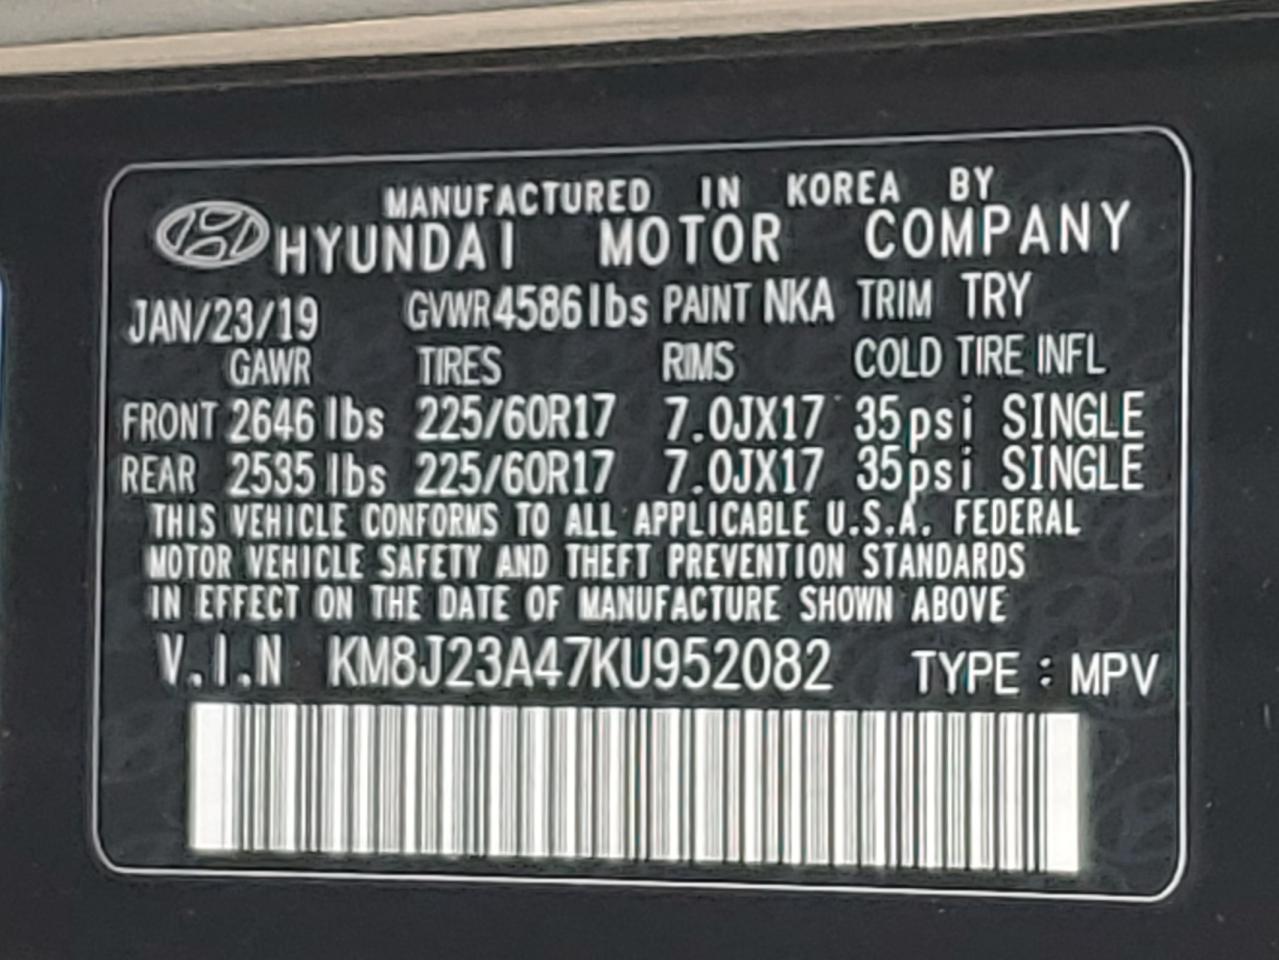 MANUFACTURED IN KOREA BY
HYUNDAI MOTOR COMPANY
JAN/23/19 GVWR 4586lbs PAINT NKA TRIM TRY
GAWR TIRES RIMS COLD TIRE INFL
FRONT 2646 lbs 225/60R17 7.0JX17 35psi SINGLE
REAR 2535 lbs 225/60R17 7.0JX17 35psi SINGLE
THIS VEHICLE CONFORMS TO ALL APPLICABLE U.S.A. FEDERAL
MOTOR VEHICLE SAFETY AND THEFT PREVENTION STANDARDS
IN EFFECT ON THE DATE OF MANUFACTURE SHOWN ABOVE
V.I.N KM8J23A47KU952082 TYPE : MPV